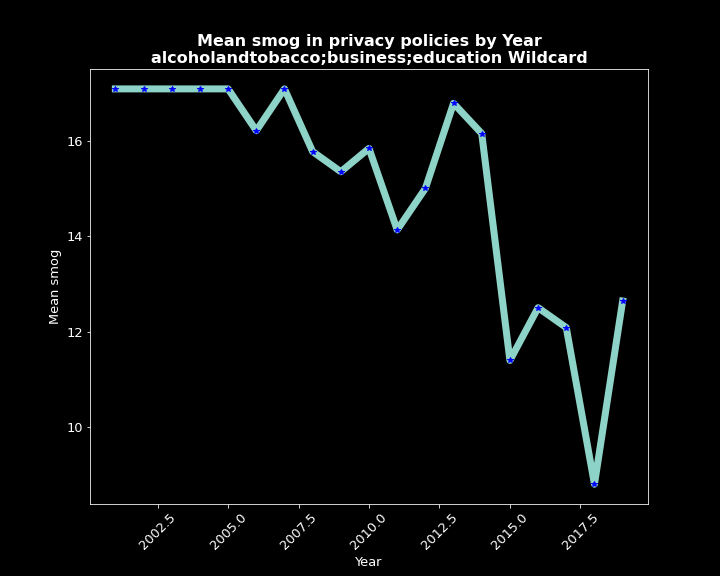 Mean smog in privacy policies by Year
alcoholandtobacco;business;education Wildcard
Mean smog
16
14
12
10
2002.5
2005.0
2007.5
2010.0
2012.5
2015.0
2017.5
Year